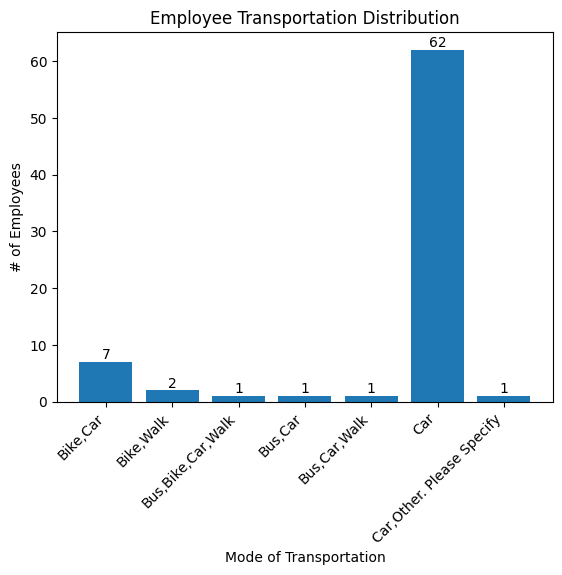 Employee Transportation Distribution
62
60
50
40
30
20
10
0
7
2
1
1
1
1
# of Employees
Bike,Car
Bike,Walk
Bus,Bike,Car,Walk
Bus,Car
Bus,Car,Walk
Car
Car,Other. Please Specify
Mode of Transportation